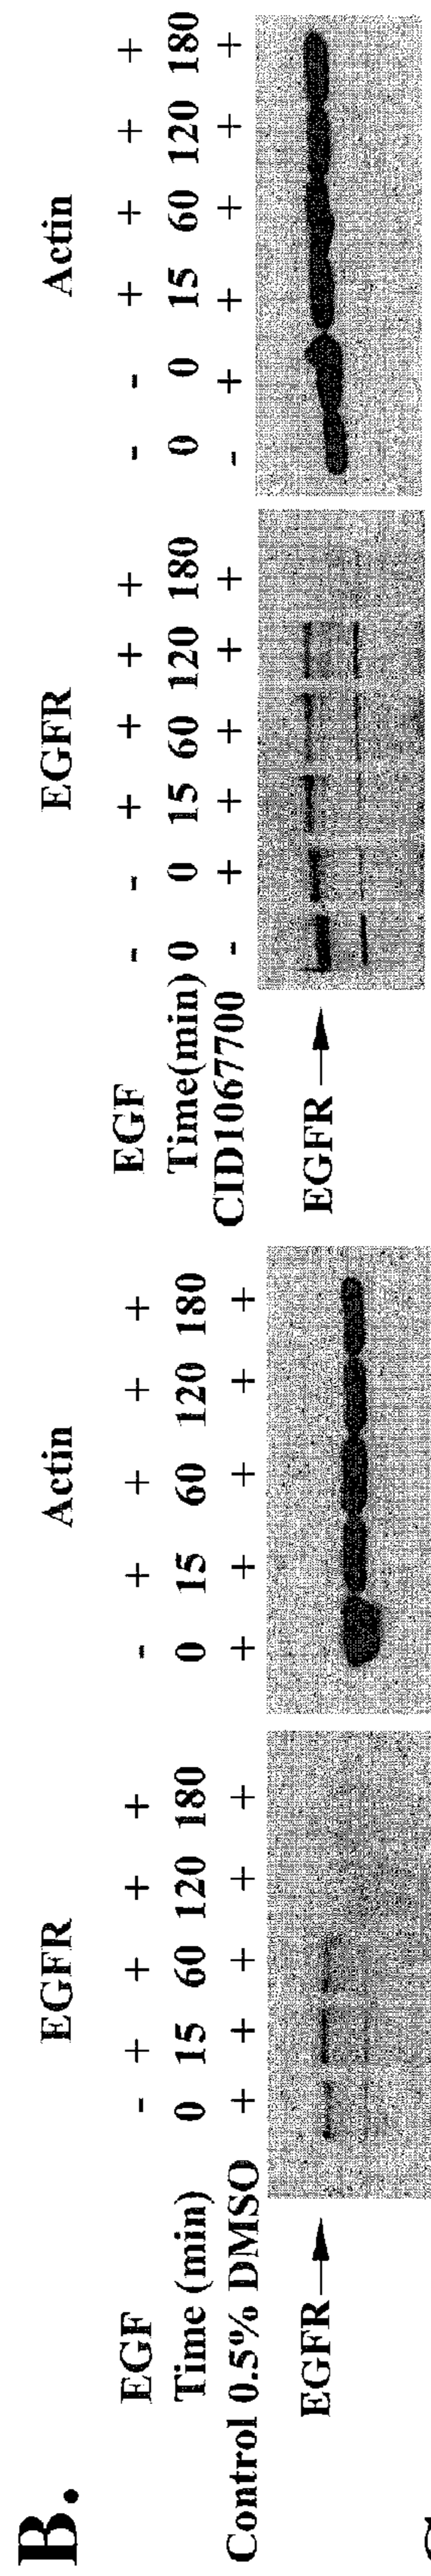 B.
EGFR Actin EGFR Actin
EGF - + + + + - + + + + EGF - - + + + + - - + + + +
Time (min) 0 15 60 120 180 0 15 60 120 180 Time(min) 0 0 15 60 120 180 0 0 15 60 120 180
Control 0.5% DMSO + + + + + + + + + + CID1067700 - + + + + + - + + + + +
EGFR EGFR